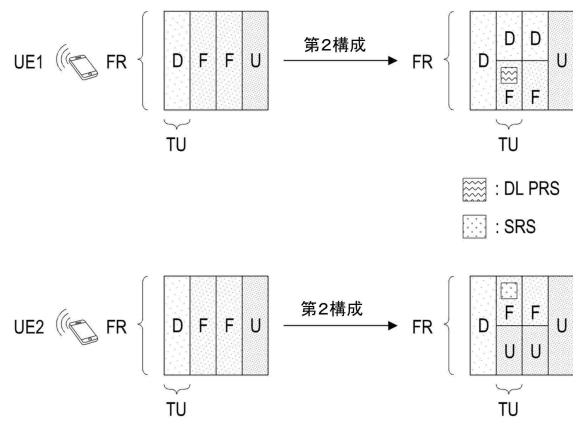 UE1 FR D F F U 第2構成 FR D D D F F U
TU TU
: DL PRS
: SRS
UE2 FR D F F U 第2構成 FR D F F U U U
TU TU